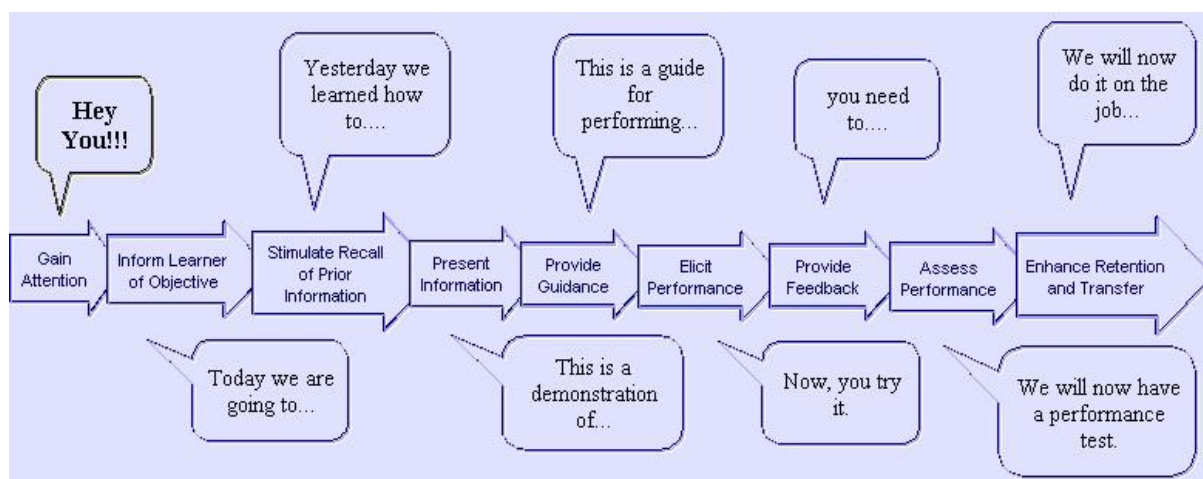 Hey
You!!!
Yesterday we
learned how
to....
This is a guide
for
performing...
you need
to....
We will now
do it on the
job...
Gain
Attention
Inform Learner
of Objective
Stimulate Recall
of Prior
Information
Present
Information
Provide
Guidance
Elicit
Performance
Provide
Feedback
Assess
Performance
Enhance Retention
and Transfer
Today we are
going to...
This is a
demonstration
of...
Now, you try
it.
We will now have
a performance
test.